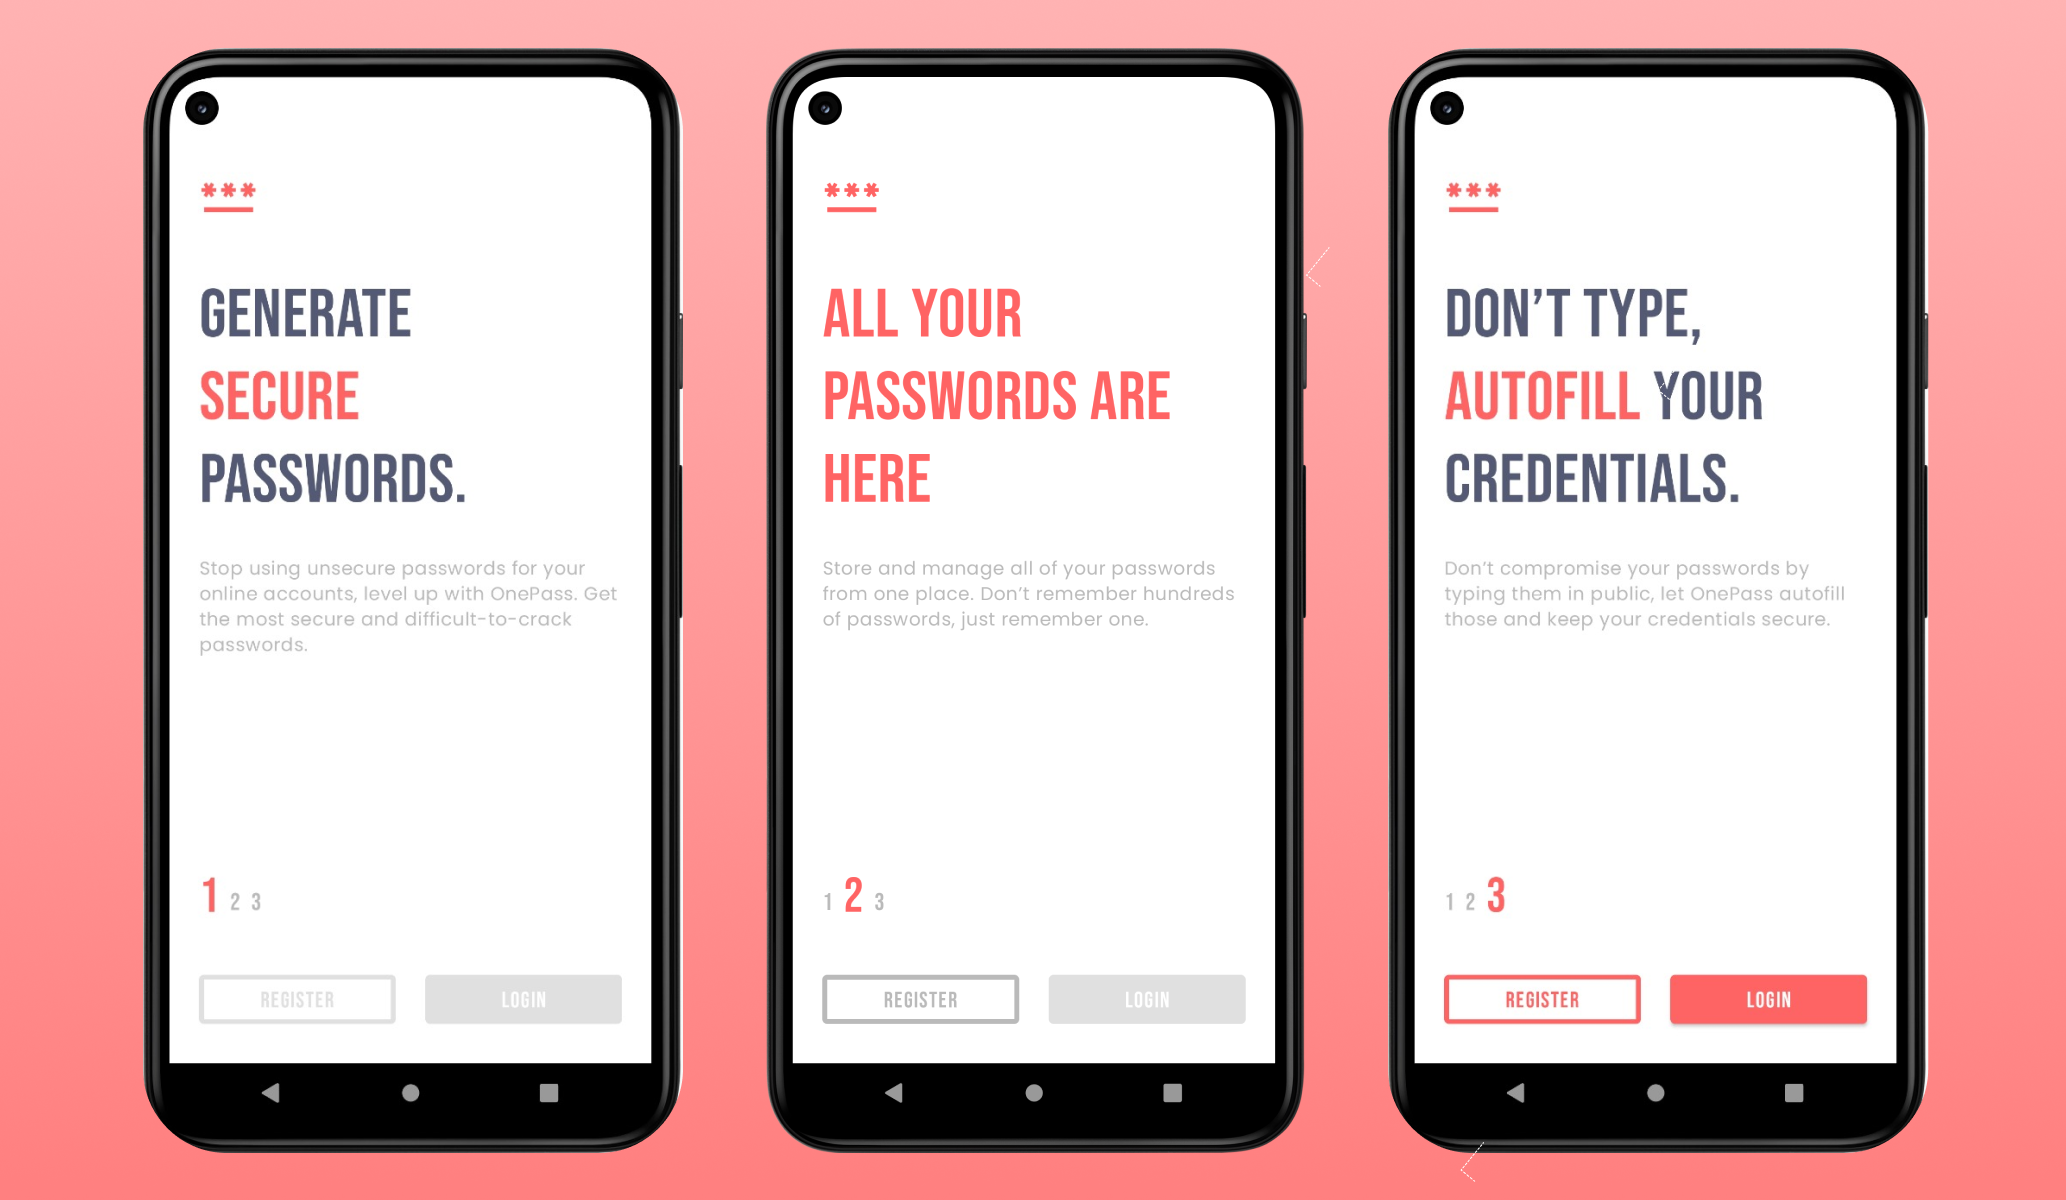 ***
GENERATE
SECURE
PASSWORDS.
Stop using unsecure passwords for your
online accounts, level up with OnePass. Get
the most secure and difficult-to-crack
passwords.
1 2 3
REGISTER
LOGIN
***
ALL YOUR
PASSWORDS ARE
HERE
Store and manage all of your passwords
from one place. Don’t remember hundreds
of passwords, just remember one.
1 2 3
REGISTER
LOGIN
***
DON’T TYPE,
AUTOFILL YOUR
CREDENTIALS.
Don’t compromise your passwords by
typing them in public, let OnePass autofill
those and keep your credentials secure.
1 2 3
REGISTER
LOGIN